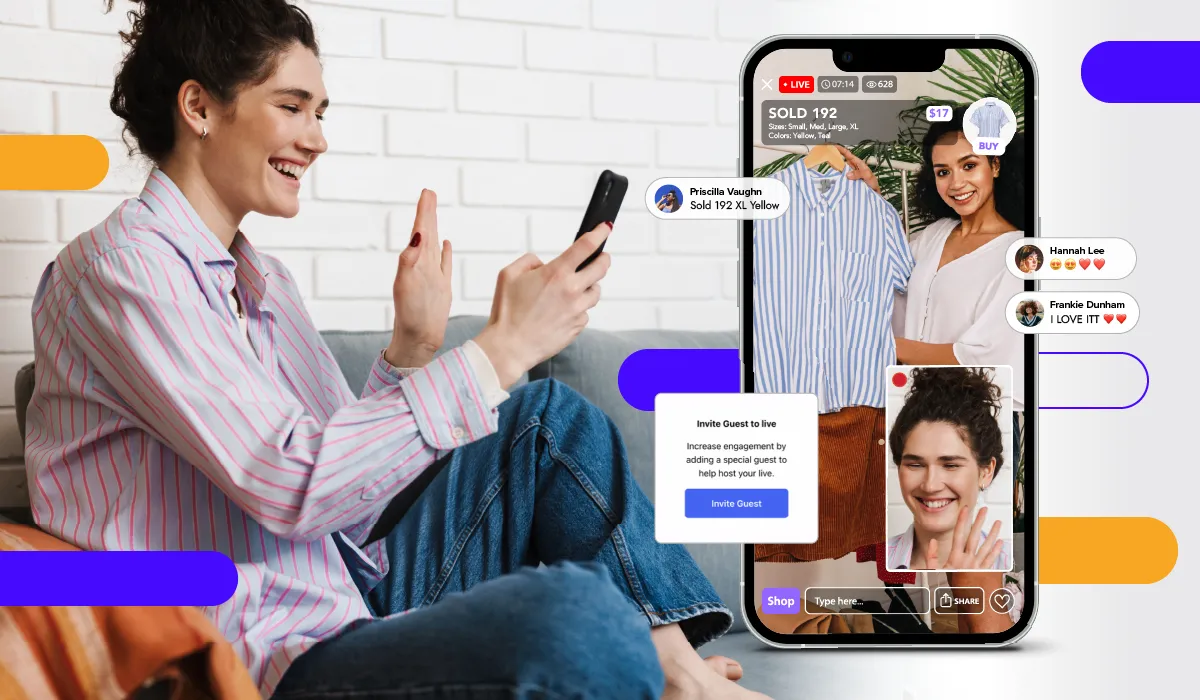 LIVE
07:14
628
SOLD 192
$17
Sizes: Small, Med, Large, XL
Colors: Yellow, Teal
BUY
Priscilla Vaughn
Sold 192 XL Yellow
Hannah Lee
😍😍❤️❤️
Frankie Dunham
I LOVE ITT ❤️❤️
Invite Guest to live
Increase engagement by
adding a special guest to
help host your live.
Invite Guest
Shop
Type here...
SHARE